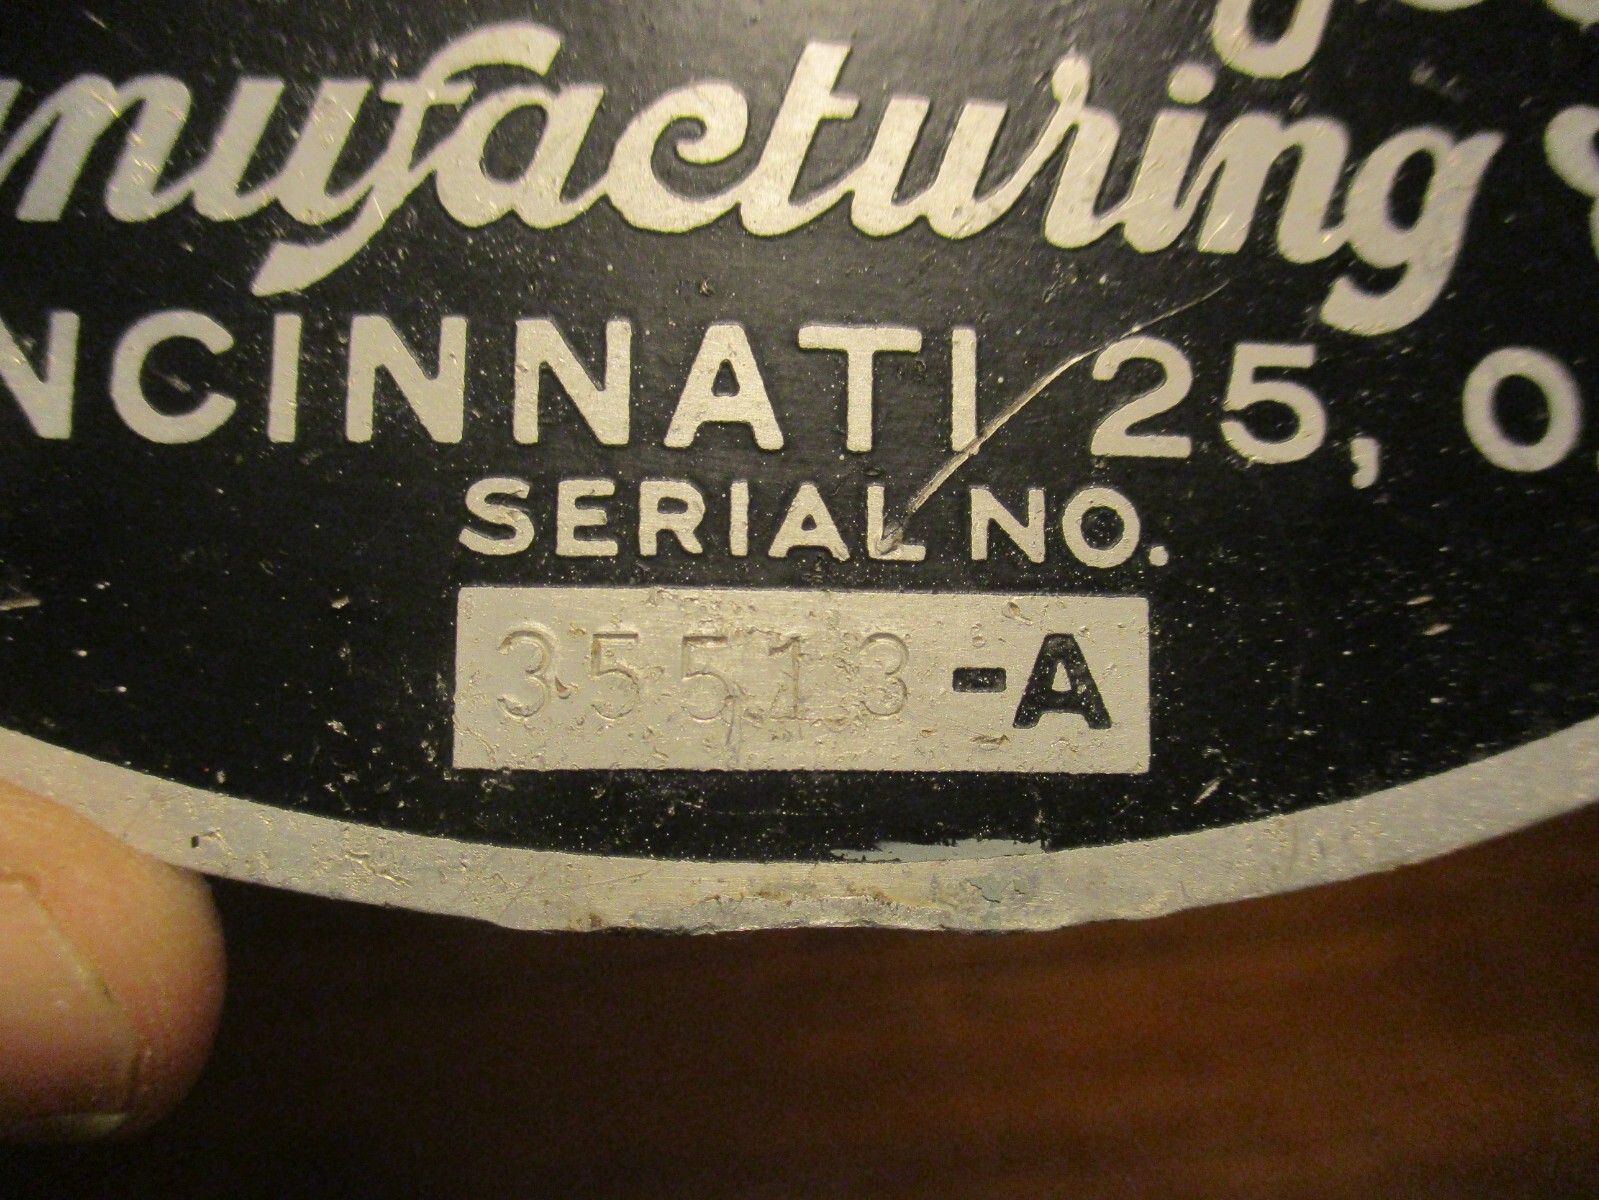 nufacturing
NCINNATI 25, O.
SERIAL NO.
35513-A